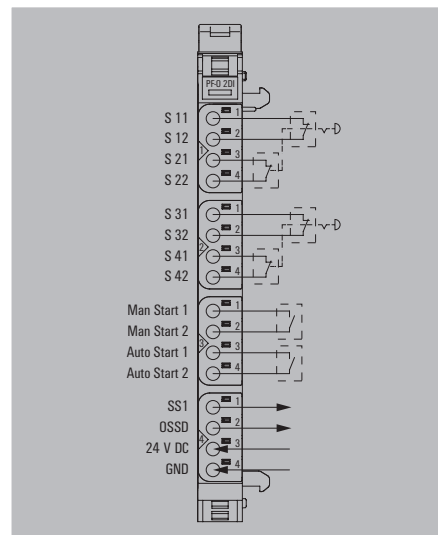 PF-O 2DI
S 11 1
S 12 2
1
S 21 3
S 22 4
S 31 1
S 32 2
2
S 41 3
S 42 4
Man Start 1 1
Man Start 2 2
3
Auto Start 1 3
Auto Start 2 4
SS1 1
OSSD 2
4
24 V DC 3
GND 4